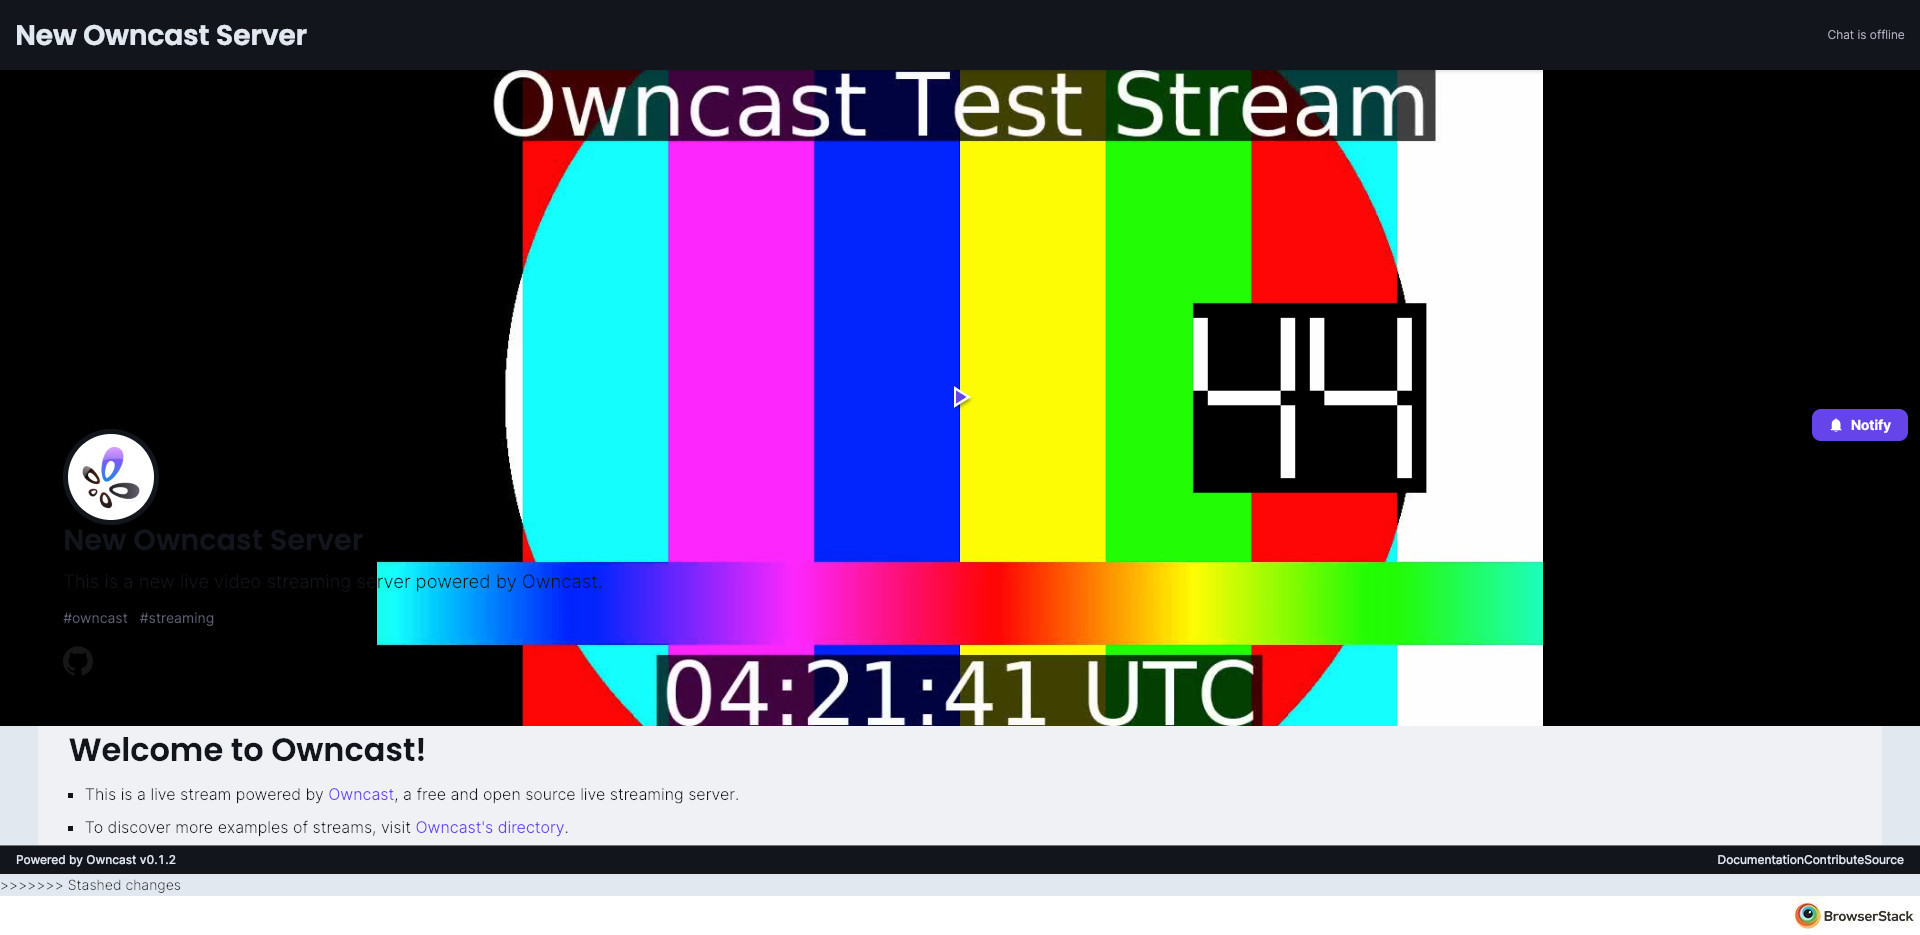 New Owncast Server
Chat is offline
Owncast Test Stream
44
Notify
New Owncast Server
This is a new live video streaming server powered by Owncast.
#owncast #streaming
04:21:41 UTC
Welcome to Owncast!
This is a live stream powered by Owncast, a free and open source live streaming server.
To discover more examples of streams, visit Owncast's directory.
Powered by Owncast v0.1.2
DocumentationContributeSource
>>>>>>> Stashed changes
BrowserStack